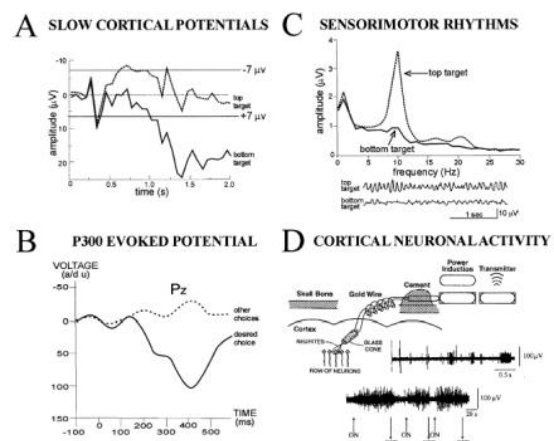 A SLOW CORTICAL POTENTIALS
-10
-7 µv
0
top
target
+7 µv
10
20
bottom
target
amplitude (µV)
0.0 0.5 1.0 1.5 2.0
time (s)
C SENSORIMOTOR RHYTHMS
4
3
2
1
0
amplitude (µV)
top target
bottom target
0 5 10 15 20 25 30
frequency (Hz)
top
target
bottom
target
1 sec
10 µV
B P300 EVOKED POTENTIAL
VOLTAGE
(a/d u)
Pz
-50
0
50
100
150
other
choices
desired
choice
TIME
(ms)
-100 0 100 200 300 400 500
D CORTICAL NEURONAL ACTIVITY
Power
Induction
Transmitter
Cement
Gold Wire
Skull Bone
Cortex
NEURITES
GLASS
CONE
ROW OF NEURONS
100µV
0.5 s
100µV
20 s
ON ON ON